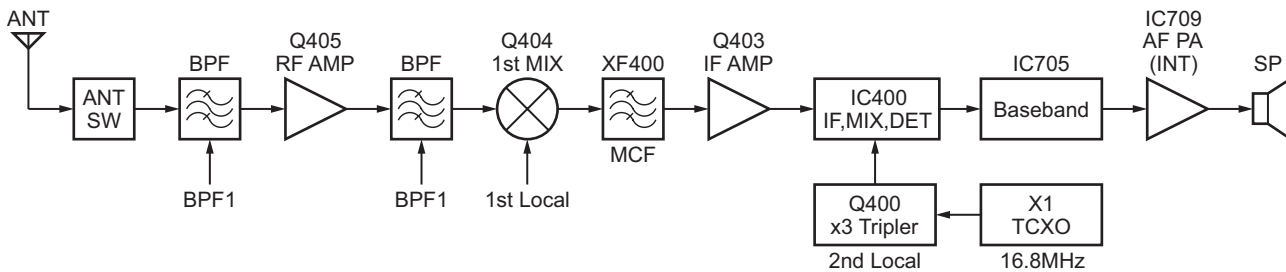 ANT
ANT
SW
BPF
BPF1
Q405
RF AMP
BPF
BPF1
Q404
1st MIX
1st Local
XF400
MCF
Q403
IF AMP
IC400
IF,MIX,DET
Q400
x3 Tripler
2nd Local
X1
TCXO
16.8MHz
IC705
Baseband
IC709
AF PA
(INT)
SP